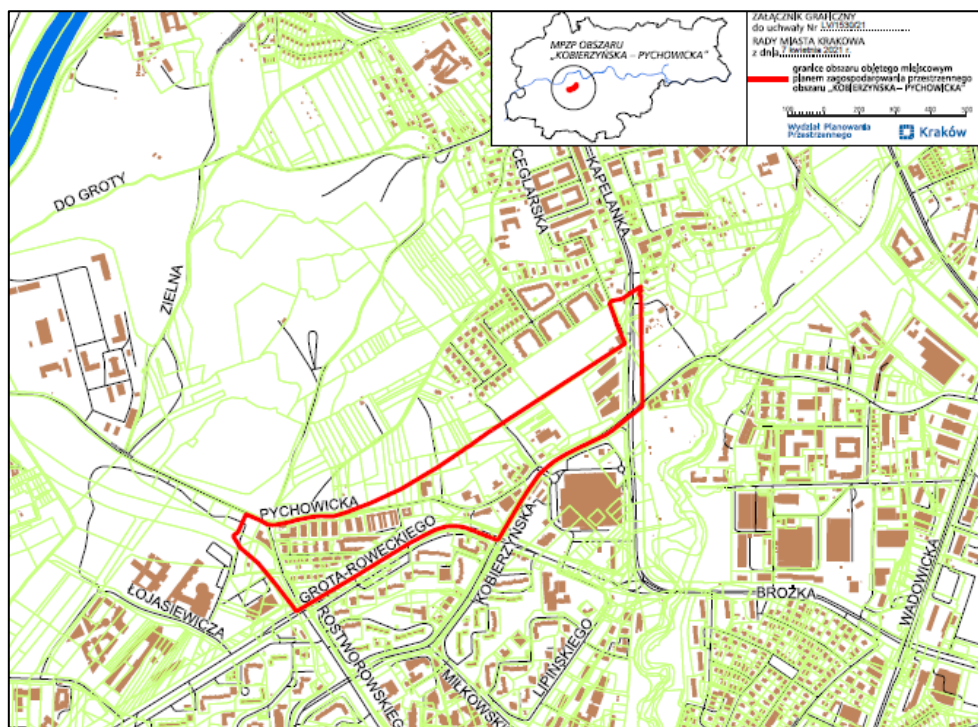 MPZP OBSZARU
„KOBIERZYŃSKA – PYCHOWICKA"
ZAŁĄCZNIK GRAFICZNY
do uchwały Nr LV/1530/21
RADY MIASTA KRAKOWA
z dnia 7 kwietnia 2021 r.
granice obszaru objętego miejscowym
planem zagospodarowania przestrzennego
obszaru „KOBIERZYŃSKA – PYCHOWICKA"
100 0 100 200 300 400 500
Wydział Planowania
Przestrzennego
Kraków
CEGLARSKA
KAPELANKA
DO GROTY
ZIELNA
PYCHOWICKA
GROTA-ROWECKIEGO
KOBIERZYŃSKA
ŁOJASIEWICZA
ROSTWOROWSKIEGO
MIŁKOWSK
LIPIŃSKIEGO
BROŻKA
WADOWICKA